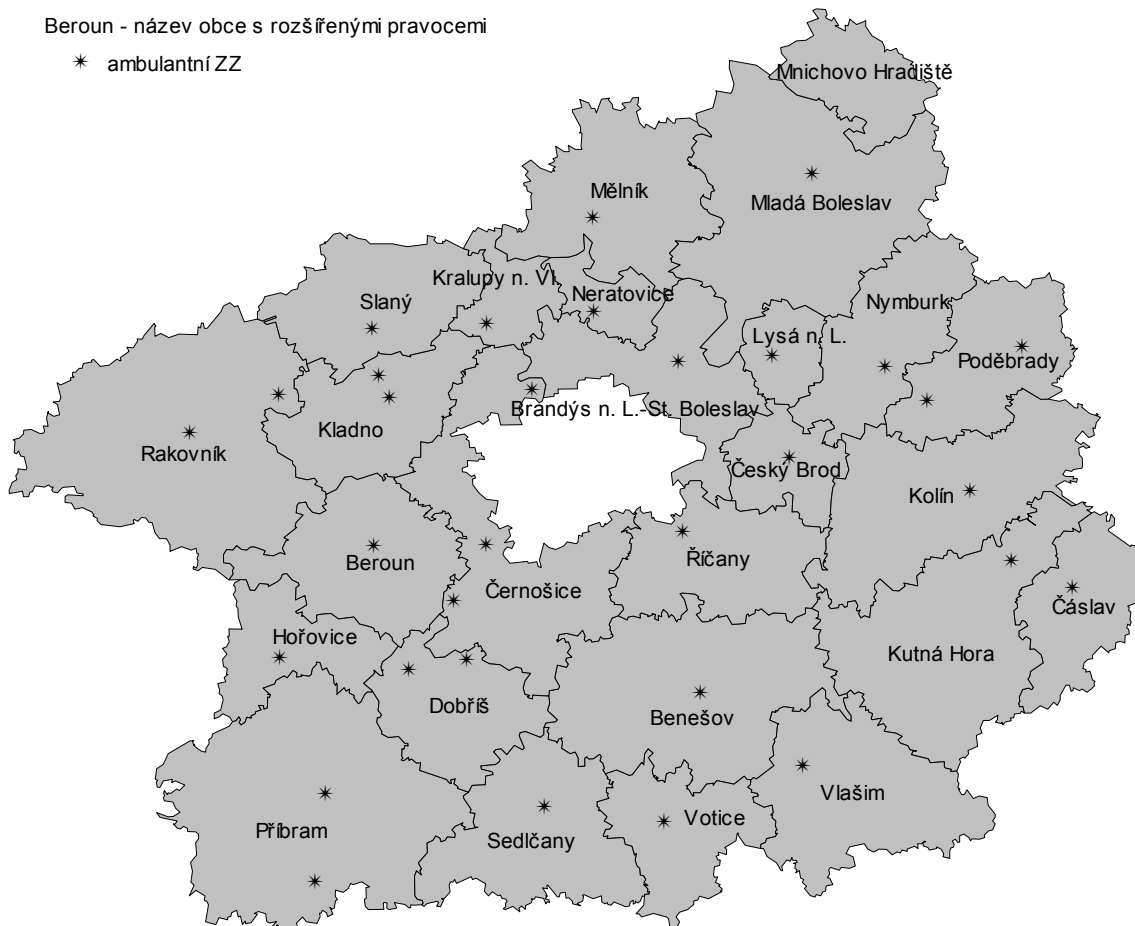 Beroun - název obce s rozšířenými pravocemi
ambulantní ZZ
Mnichovo Hradiště
Mělník
Mladá Boleslav
Kralupy n. Vl.
Slaný
Neratovice
Nymburk
Lysá n. L.
Poděbrady
Brandýs n. L.-St. Boleslav
Kladno
Rakovník
Český Brod
Kolín
Beroun
Říčany
Černošice
Čáslav
Hořovice
Kutná Hora
Dobříš
Benešov
Vlašim
Příbram
Votice
Sedlčany